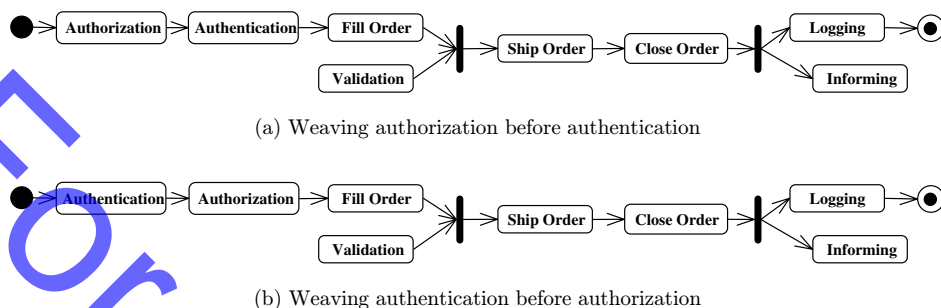 Authorization Authentication Fill Order Logging
Ship Order Close Order
Validation Informing
(a) Weaving authorization before authentication
Authentication Authorization Fill Order Logging
Ship Order Close Order
Validation Informing
(b) Weaving authentication before authorization
For